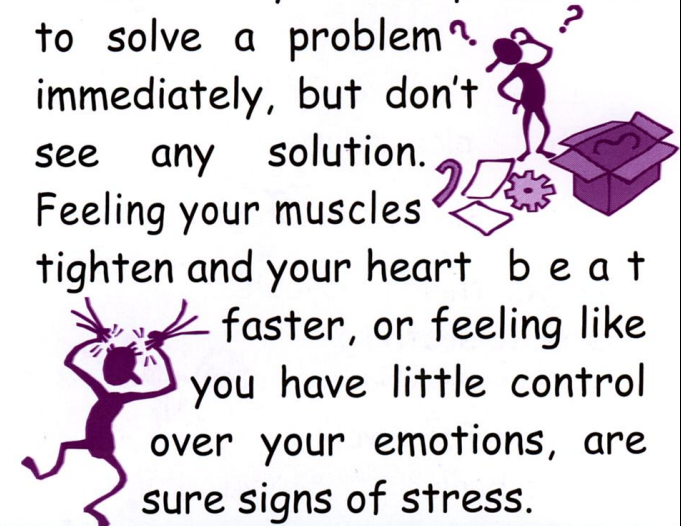 to solve a problem ? ?
immediately, but don't
see any solution.
Feeling your muscles
tighten and your heart b e a t
faster, or feeling like
you have little control
over your emotions, are
sure signs of stress.